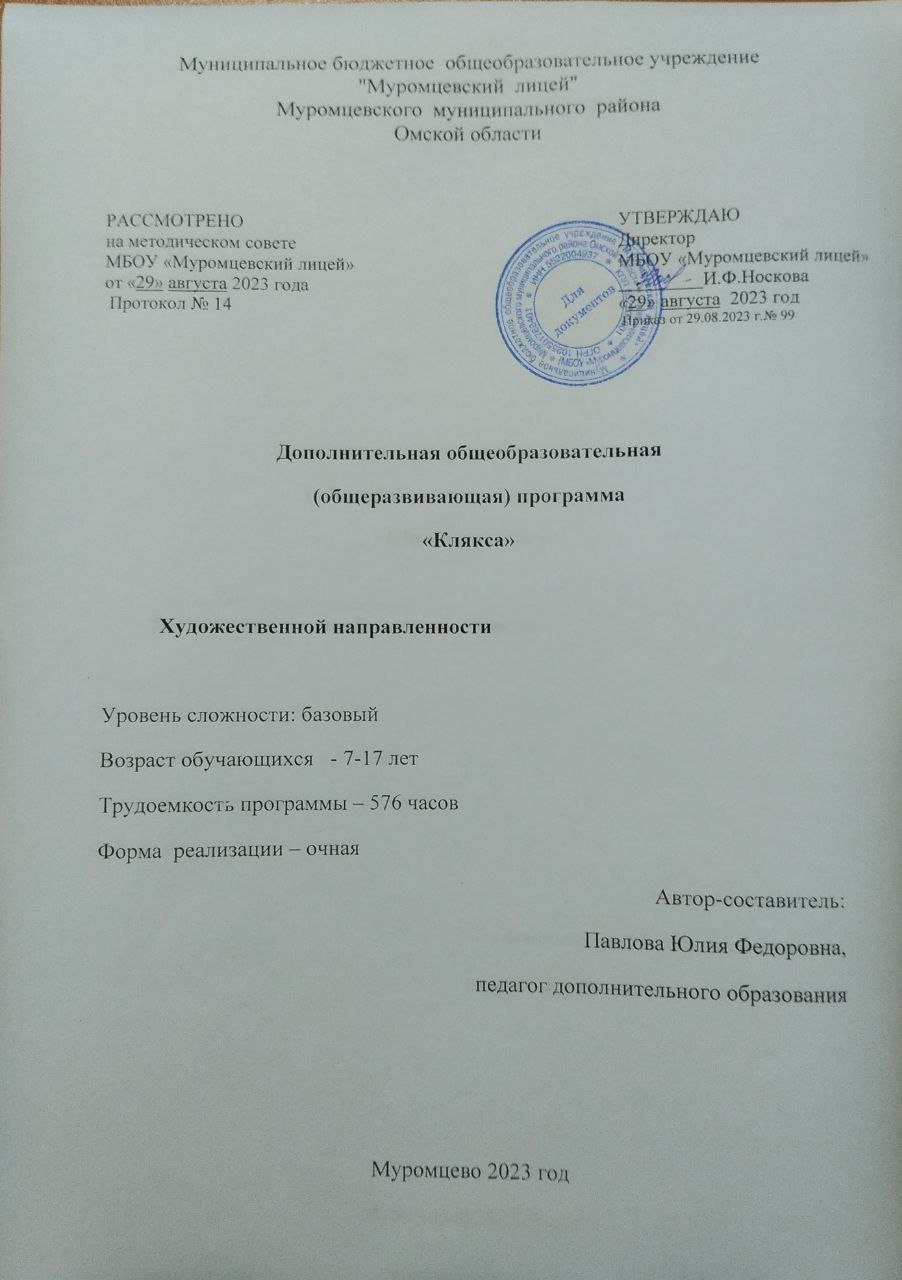 Муниципальное бюджетное общеобразовательное учреждение
"Муромцевский лицей"
Муромцевского муниципального района
Омской области
РАССМОТРЕНО
на методическом совете
МБОУ «Муромцевский лицей»
от «29» августа 2023 года
Протокол № 14
УТВЕРЖДАЮ
Директор
МБОУ «Муромцевский лицей»
И.Ф.Носкова
«29» августа 2023 год
Приказ от 29.08.2023 г.№ 99
Для
документов
ИНН 5522004937
Дополнительная общеобразовательная
(общеразвивающая) программа
«Клякса»
Художественной направленности
Уровень сложности: базовый
Возраст обучающихся - 7-17 лет
Трудоемкость программы – 576 часов
Форма реализации – очная
Автор-составитель:
Павлова Юлия Федоровна,
педагог дополнительного образования
Муромцево 2023 год